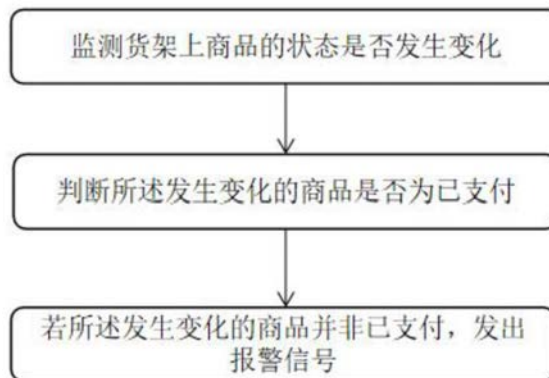 监测货架上商品的状态是否发生变化
判断所述发生变化的商品是否为已支付
若所述发生变化的商品并非已支付，发出
报警信号